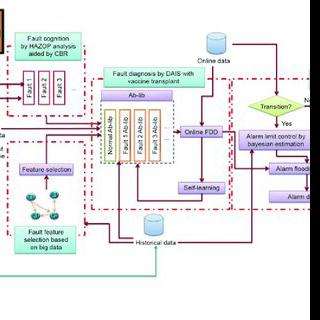 Fault cognition
by HAZOP analysis
aided by CBR
Fault 1
Fault 2
Fault 3
...
Online data
Fault diagnosis by DAIS with
vaccine transplant
Ab-lib
Normal Ab-lib
Fault 1 Ab-lib
Fault 2 Ab-lib
Fault 3 Ab-lib
...
Online FDD
Self-learning
Transition?
Yes
Alarm limit control by
bayesian estimation
Alarm flood
Alarm d
Feature selection
Fault feature
selection based
on big data
Historical data